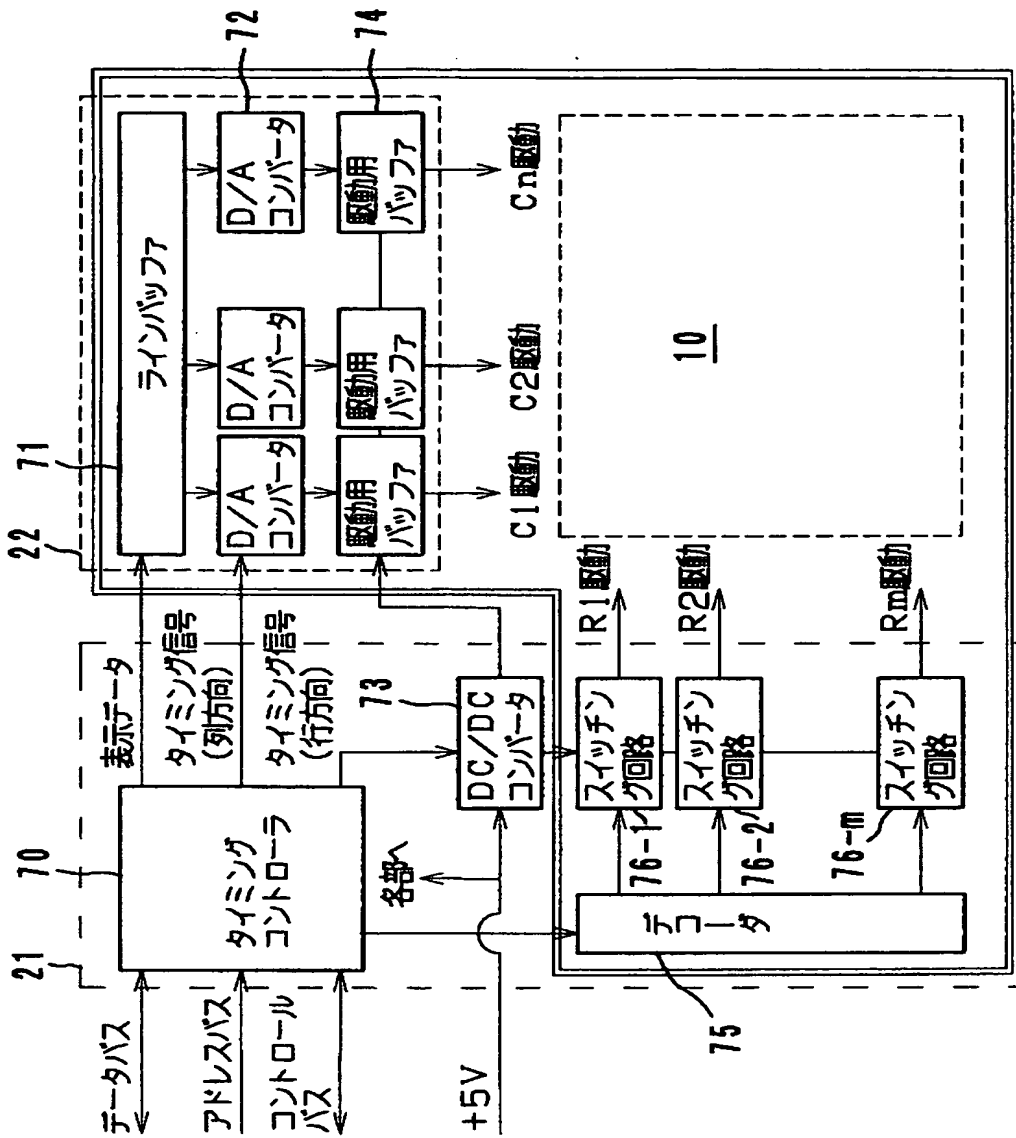 データバス
アドレスバス
コントロール
バス
+5V
21
70
タイミング
コントローラ
各部へ
表示データ
タイミング信号
(列方向)
タイミング信号
(行方向)
73
DC/DC
コンバータ
22
71
ラインバッファ
D/A
コンバータ
D/A
コンバータ
D/A
コンバータ
72
駆動用
バッファ
駆動用
バッファ
駆動用
バッファ
74
C1駆動
C2駆動
Cn駆動
75
デコーダ
76-1
スイッチン
グ回路
76-2
スイッチン
グ回路
76-m
スイッチン
グ回路
R1駆動
R2駆動
Rm駆動
10